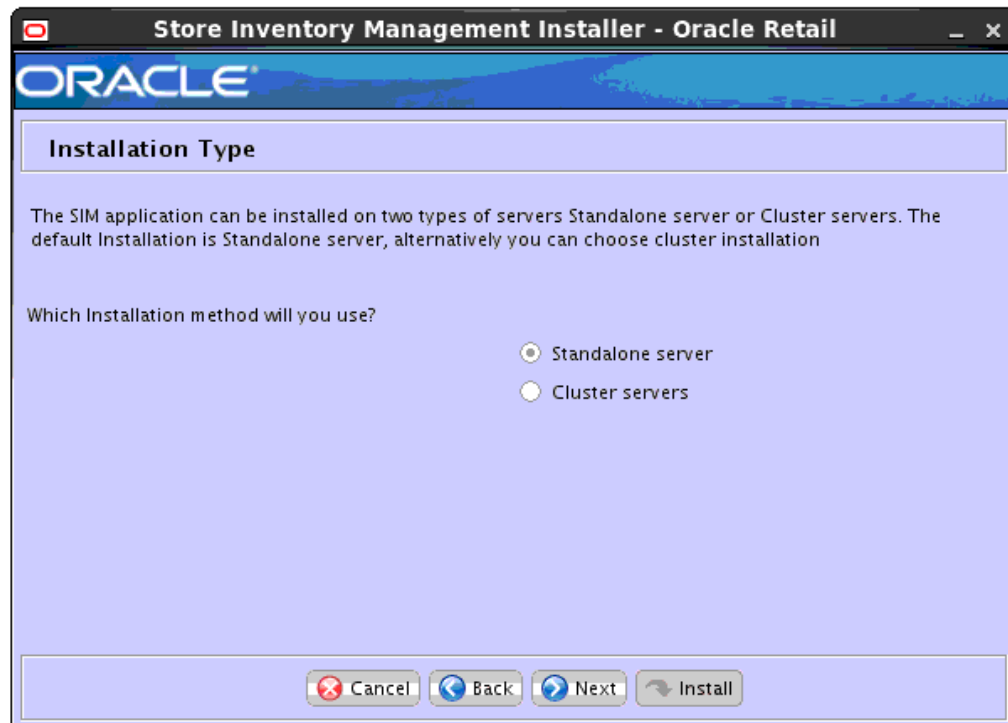 Store Inventory Management Installer - Oracle Retail
ORACLE
Installation Type
The SIM application can be installed on two types of servers Standalone server or Cluster servers. The
default Installation is Standalone server, alternatively you can choose cluster installation
Which Installation method will you use?
Standalone server
Cluster servers
Cancel Back Next Install